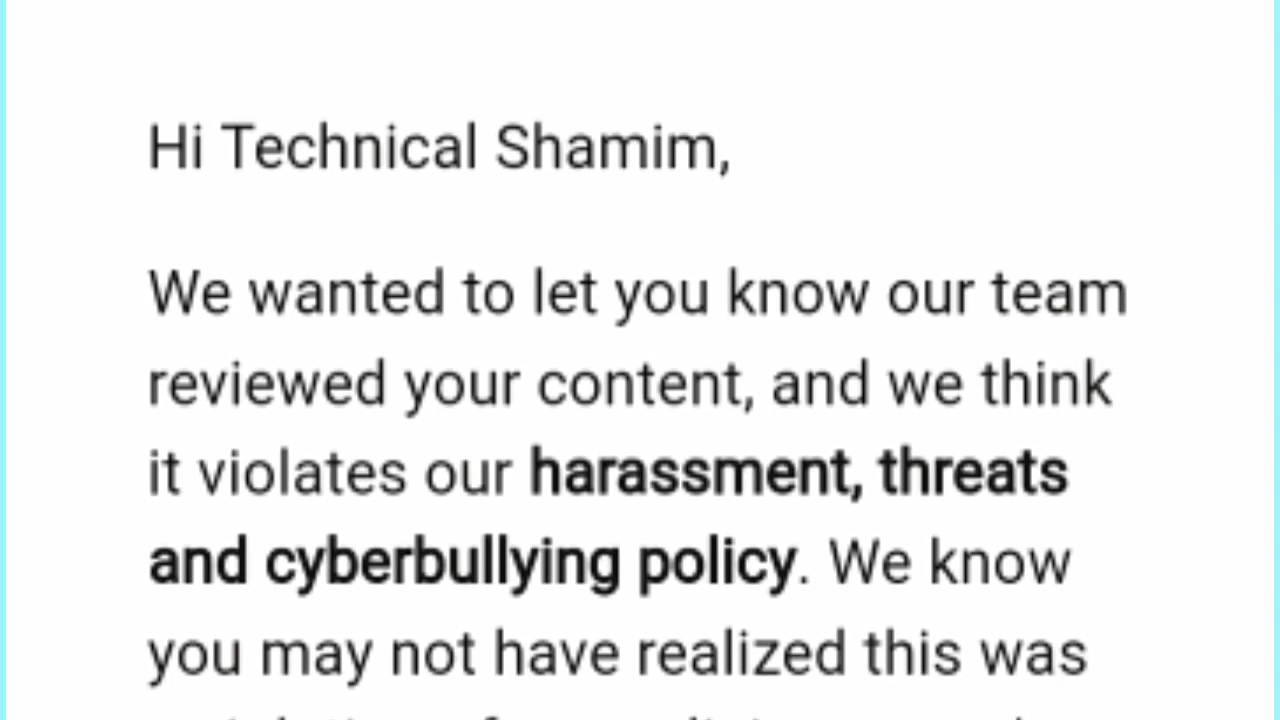 Hi Technical Shamim,
We wanted to let you know our team
reviewed your content, and we think
it violates our harassment, threats
and cyberbullying policy. We know
you may not have realized this was